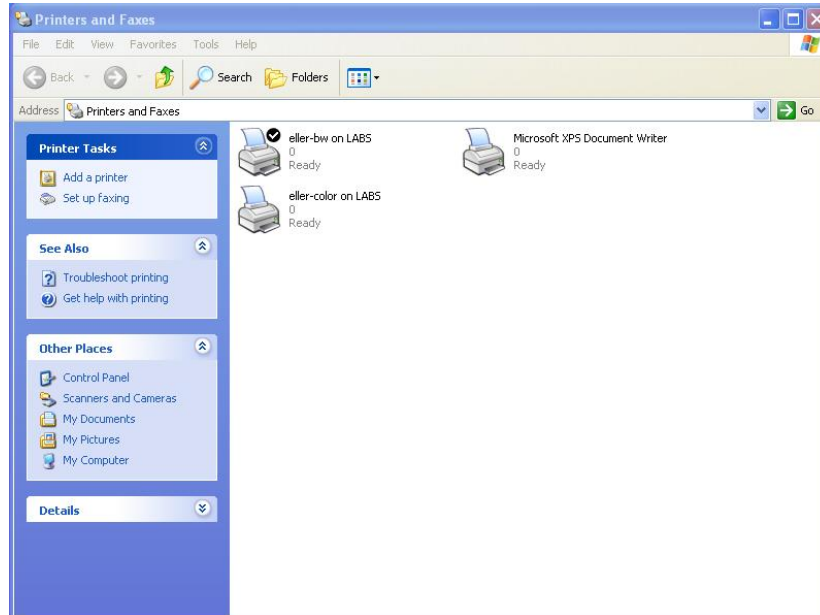 Printers and Faxes
File Edit View Favorites Tools Help
Back Search Folders
Address Printers and Faxes Go
Printer Tasks
Add a printer
Set up faxing
See Also
Troubleshoot printing
Get help with printing
Other Places
Control Panel
Scanners and Cameras
My Documents
My Pictures
My Computer
Details
eller-bw on LABS
0
Ready
Microsoft XPS Document Writer
0
Ready
eller-color on LABS
0
Ready